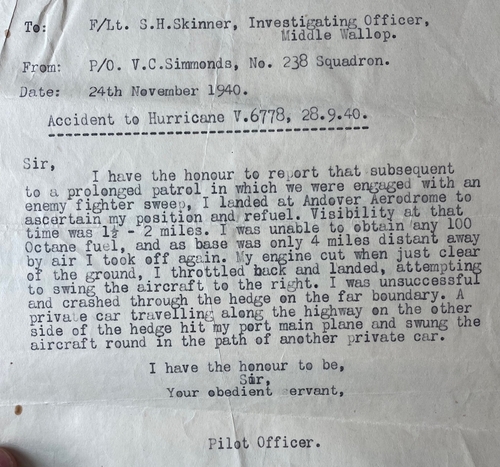 To: F/Lt. S.H.Skinner, Investigating Officer,
Middle Wallop.
From: P/O. V.C.Simmonds, No. 238 Squadron.
Date: 24th November 1940.
Accident to Hurricane V.6778, 28.9.40.
Sir,
I have the honour to report that subsequent
to a prolonged patrol in which we were engaged with an
enemy fighter sweep, I landed at Andover Aerodrome to
ascertain my position and refuel. Visibility at that
time was 1½ - 2 miles. I was unable to obtain any 100
Octane fuel, and as base was only 4 miles distant away
by air I took off again. My engine cut when just clear
of the ground, I throttled back and landed, attempting
to swing the aircraft to the right. I was unsuccessful
and crashed through the hedge on the far boundary. A
private car travelling along the highway on the other
side of the hedge hit my port main plane and swung the
aircraft round in the path of another private car.
I have the honour to be,
Sir,
Your obedient servant,
Pilot Officer.